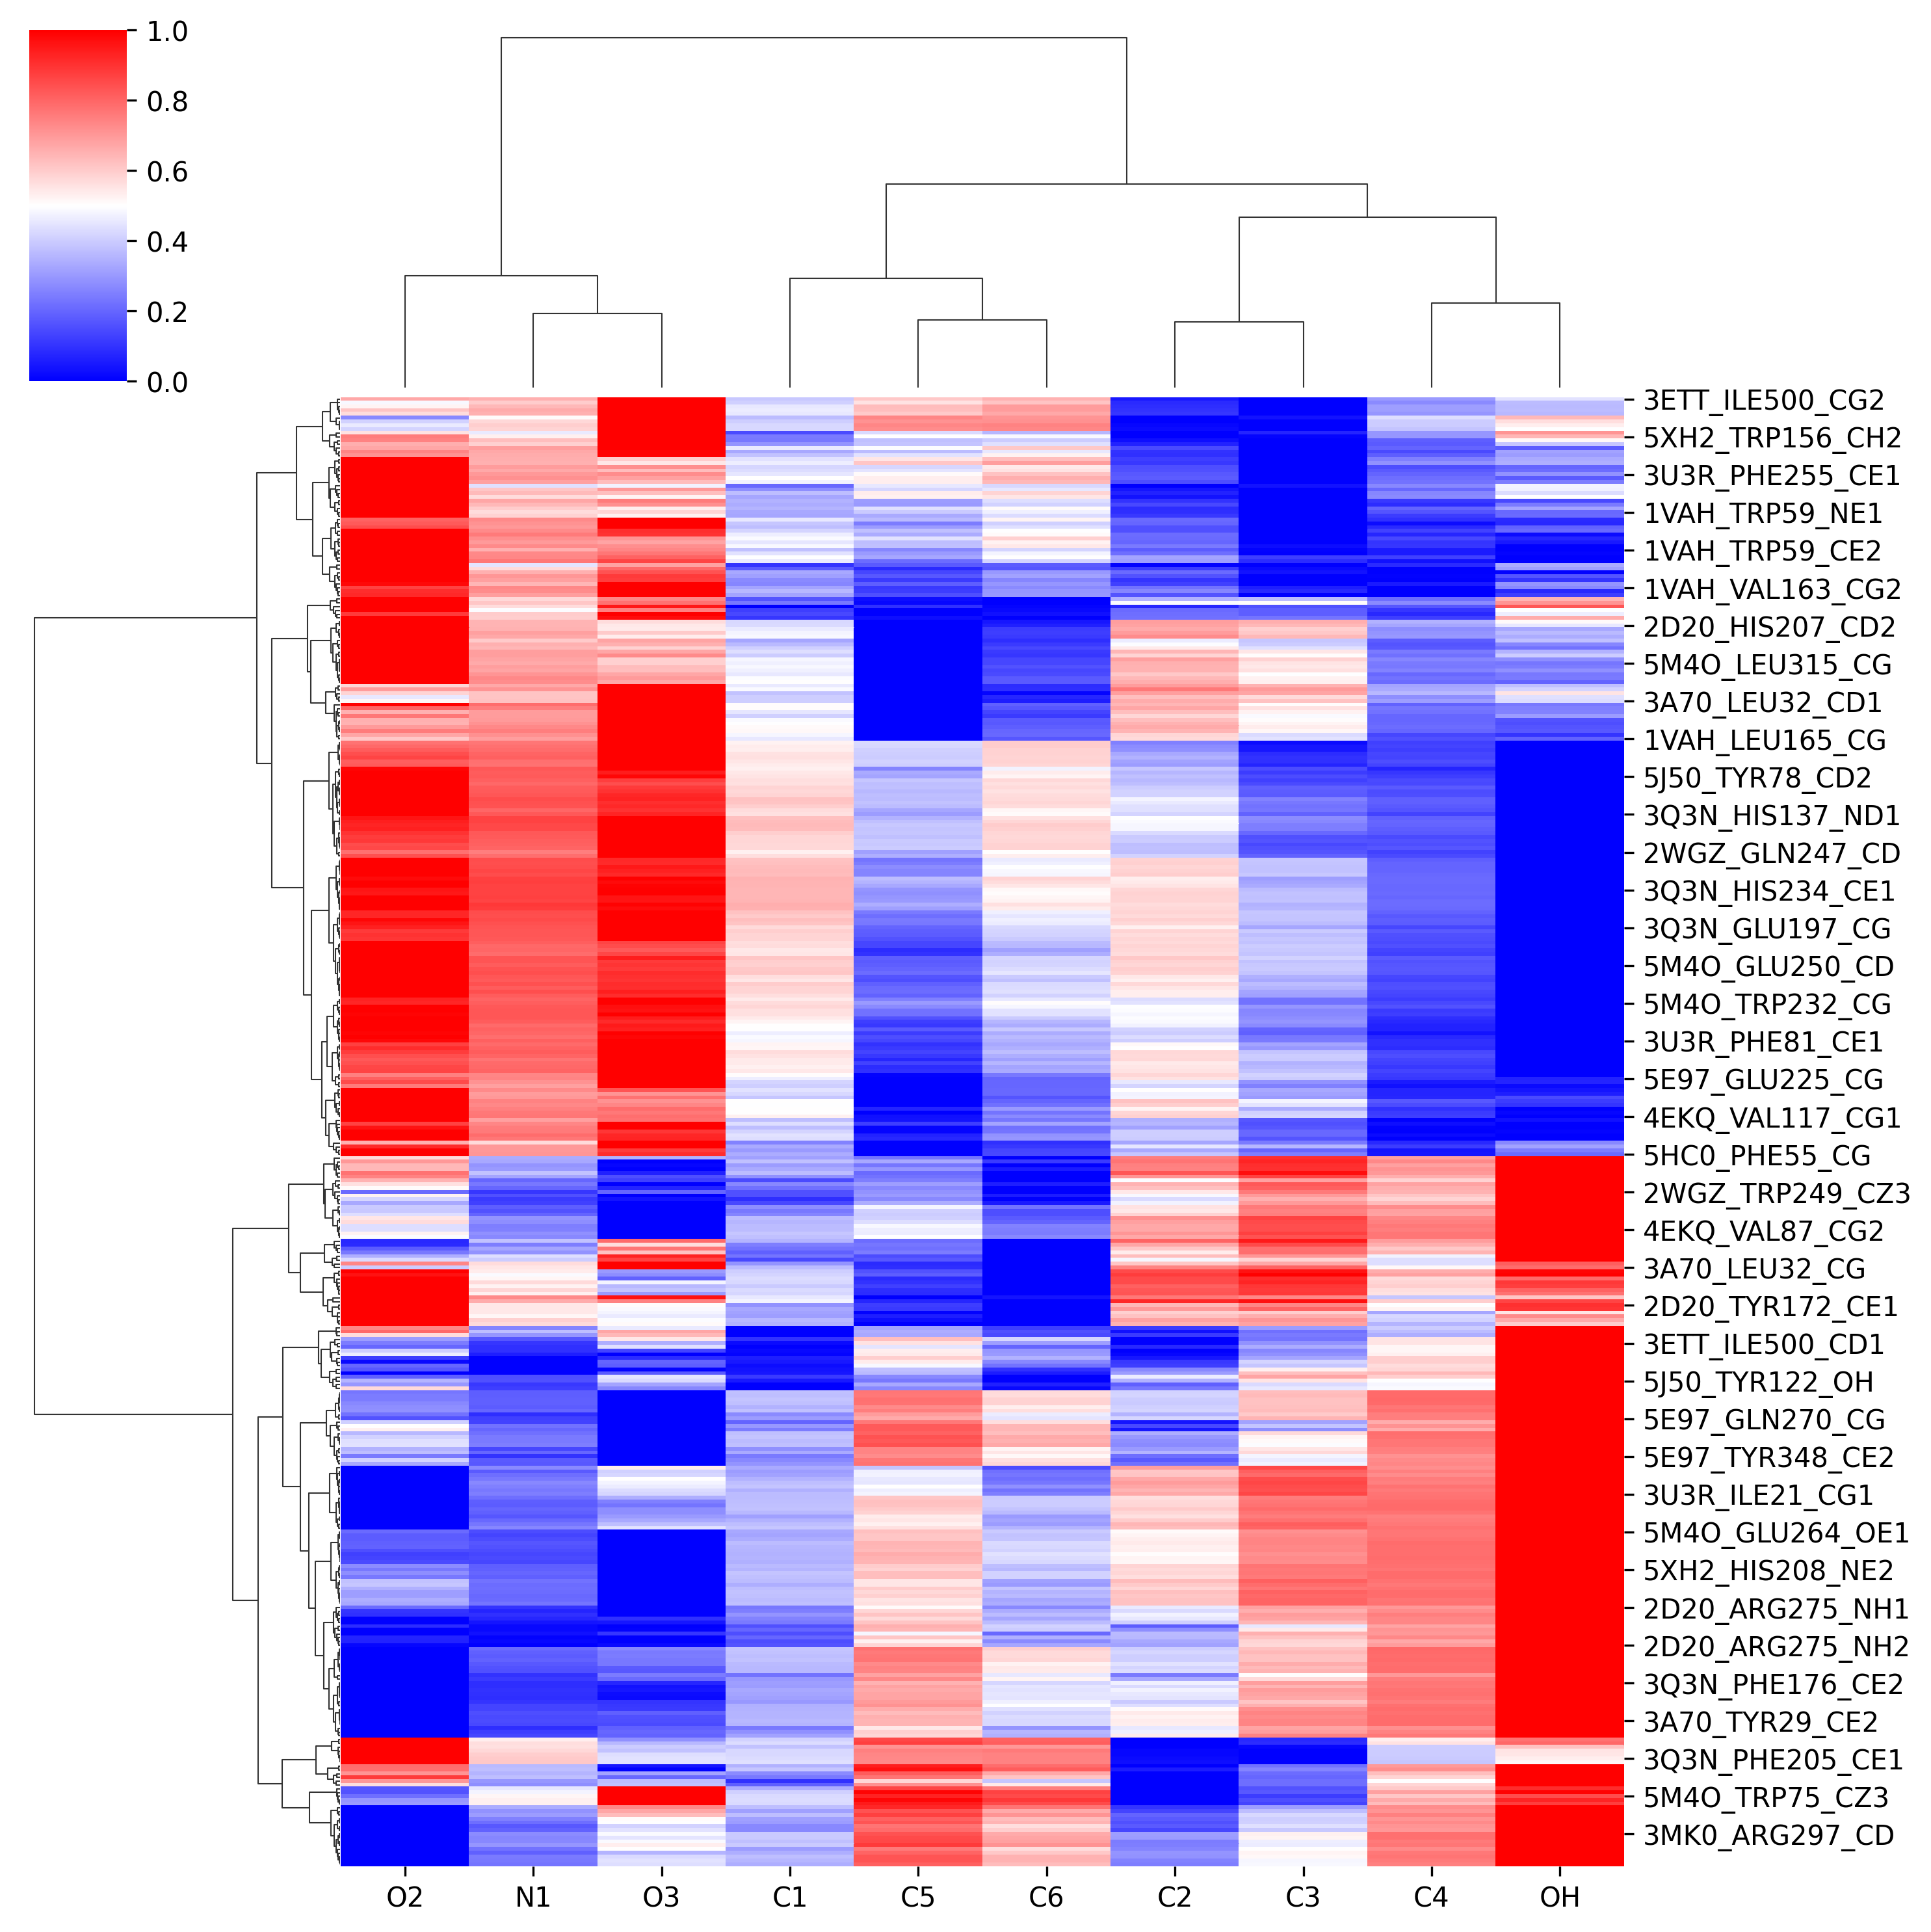 1.0
0.8
0.6
0.4
0.2
0.0
3ETT_ILE500_CG2
5XH2_TRP156_CH2
3U3R_PHE255_CE1
1VAH_TRP59_NE1
1VAH_TRP59_CE2
1VAH_VAL163_CG2
2D20_HIS207_CD2
5M4O_LEU315_CG
3A70_LEU32_CD1
1VAH_LEU165_CG
5J50_TYR78_CD2
3Q3N_HIS137_ND1
2WGZ_GLN247_CD
3Q3N_HIS234_CE1
3Q3N_GLU197_CG
5M4O_GLU250_CD
5M4O_TRP232_CG
3U3R_PHE81_CE1
5E97_GLU225_CG
4EKQ_VAL117_CG1
5HC0_PHE55_CG
2WGZ_TRP249_CZ3
4EKQ_VAL87_CG2
3A70_LEU32_CG
2D20_TYR172_CE1
3ETT_ILE500_CD1
5J50_TYR122_OH
5E97_GLN270_CG
5E97_TYR348_CE2
3U3R_ILE21_CG1
5M4O_GLU264_OE1
5XH2_HIS208_NE2
2D20_ARG275_NH1
2D20_ARG275_NH2
3Q3N_PHE176_CE2
3A70_TYR29_CE2
3Q3N_PHE205_CE1
5M4O_TRP75_CZ3
3MK0_ARG297_CD
O2 N1 O3 C1 C5 C6 C2 C3 C4 OH